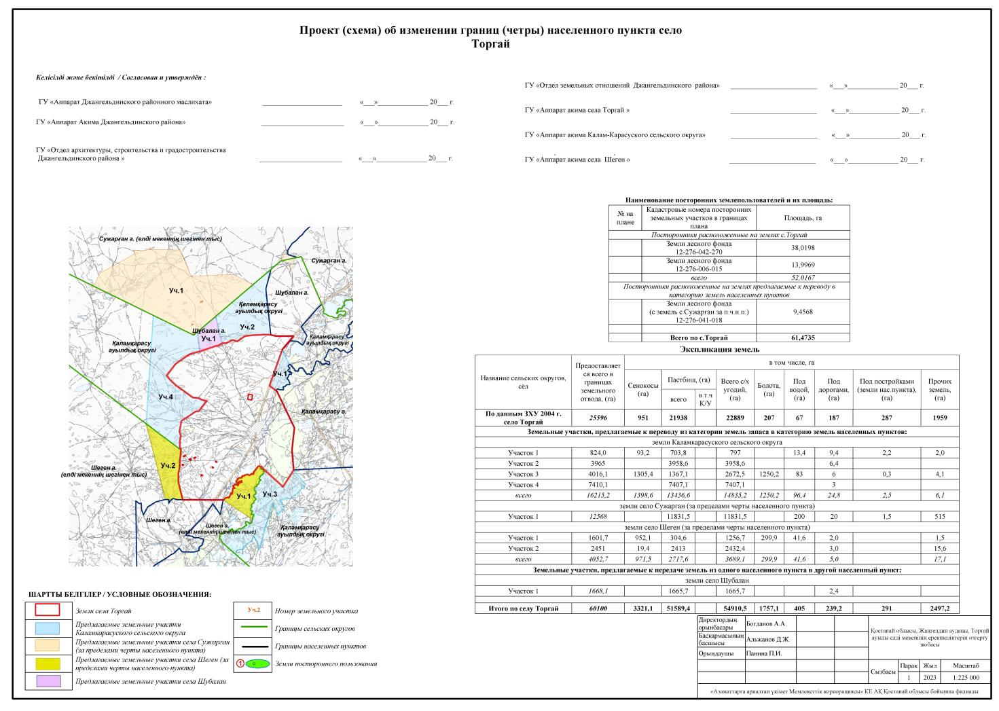 Проект (схема) об изменении границ (четры) населенного пункта село
Торгай
Келісілді және бекітілді / Согласован и утверждён :
ГУ «Аппарат Джангельдинского районного маслихата» «___» 20___ г.
ГУ «Аппарат Акима Джангельдинского района» «___» 20___ г.
ГУ «Отдел архитектуры, строительства и градостроительства
Джангельдинского района » «___» 20___ г.
ГУ «Отдел земельных отношений Джангельдинского района» «___» 20___ г.
ГУ «Аппарат акима села Торгай » «___» 20___ г.
ГУ «Аппарат акима Калам-Карасуского сельского округа» «___» 20___ г.
ГУ «Аппарат акима села Шеген » «___» 20___ г.
Наименование посторонних землепользователей и их площадь:
№ на плане | Кадастровые номера посторонних земельных участков в границах плана | Площадь, га
Посторонники расположенные на землях с.Торгай
Земли лесного фонда
12-276-042-270 | 38,0198
Земли лесного фонда
12-276-006-015 | 13,9969
всего | 52,0167
Посторонники расположенные на землях предлагаемые к переводу в
категорию земель населенных пунктов
Земли лесного фонда
(с земель с.Сужарган за п.ч.н.п.)
12-276-041-018 | 9,4568
Всего по с.Торгай | 61,4735
Сужарған а. (елді мекеннің шегінен тыс)
Сужарған а.
Уч.1
Шұбалан а.
Қаламқарасу
ауылдық округі
Уч.2
Шұбалан а.
Уч.1
Қаламқарасу
ауылдық округі
Қаламқарасу
ауылдық округі
Уч.1
Уч.4
Қаламқарасу а.
Шеген а.
(елді мекеннің шегінен тыс)
Уч.2
Уч.1
Уч.3
Шеген а.
Шеген а.
(елді мекеннің шегінен тыс)
Қаламқарасу
ауылдық округі
Экспликация земель
Название сельских округов, сёл | Предоставляется всего в границах земельного отвода, (га) | в том числе, га
Сенокосы (га) | Пастбищ, (га) | всего | в.т.ч К/У | Всего с/х угодий, (га) | Болота, (га) | Под водой, (га) | Под дорогами, (га) | Под постройками (земли нас.пункта), (га) | Прочих земель, (га)
По данным ЗХУ 2004 г. село Торгай | 25596 | 951 | 21938 | 22889 | 207 | 67 | 187 | 287 | 1959
Земельные участки, предлагаемые к переводу из категории земель запаса в категорию земель населенных пунктов:
земли Каламкарасуского сельского округа
Участок 1 | 824,0 | 93,2 | 703,8 | 797 | 13,4 | 9,4 | 2,2 | 2,0
Участок 2 | 3965 | 3958,6 | 3958,6 | 6,4
Участок 3 | 4016,1 | 1305,4 | 1367,1 | 2672,5 | 1250,2 | 83 | 6 | 0,3 | 4,1
Участок 4 | 7410,1 | 7407,1 | 7407,1 | 3
всего | 16215,2 | 1398,6 | 13436,6 | 14835,2 | 1250,2 | 96,4 | 24,8 | 2,5 | 6,1
земли село Сужарган (за пределами черты населенного пункта)
Участок 1 | 12568 | 11831,5 | 11831,5 | 200 | 20 | 1,5 | 515
земли село Шеген (за пределами черты населенного пункта)
Участок 1 | 1601,7 | 952,1 | 304,6 | 1256,7 | 299,9 | 41,6 | 2,0 | 1,5
Участок 2 | 2451 | 19,4 | 2413 | 2432,4 | 3,0 | 15,6
всего | 4052,7 | 971,5 | 2717,6 | 3689,1 | 299,9 | 41,6 | 5,0 | 17,1
Земельные участки, предлагаемые к передаче земель из одного населенного пункта в другой населенный пункт:
земли село Шубалан
Участок 1 | 1668,1 | 1665,7 | 1665,7 | 2,4
Итого по селу Торгай | 60100 | 3321,1 | 51589,4 | 54910,5 | 1757,1 | 405 | 239,2 | 291 | 2497,2
ШАРТТЫ БЕЛГІЛЕР / УСЛОВНЫЕ ОБОЗНАЧЕНИЯ:
Земли села Торгай
Предлагаемые земельные участки
Каламкарасуского сельского округа
Предлагаемые земельные участки села Сужарган
(за пределами черты населенного пункта)
Предлагаемые земельные участки села Шеген (за
пределами черты населенного пункта)
Предлагаемые земельные участки села Шубалан
Уч.2 Номер земельного участка
Границы сельских округов
Границы населенных пунктов
1 Земли постороннего пользования
Директордың орынбасары | Богданов А.А.
Басқармасының басшысы | Альжанов Д.Ж.
Орындаушы | Панина П.И.
Қостанай облысы, Жангелдин ауданы, Торғай
ауылы елді мекенінің ерекшеліктерін өзгерту
жобасы
Сызбасы | Парақ | Жыл | Масштаб
1 | 2023 | 1:225 000
«Азаматтарға арналған үкімет Мемлекеттік корпорациясы» КЕ АҚ Қостанай облысы бойынша филиалы